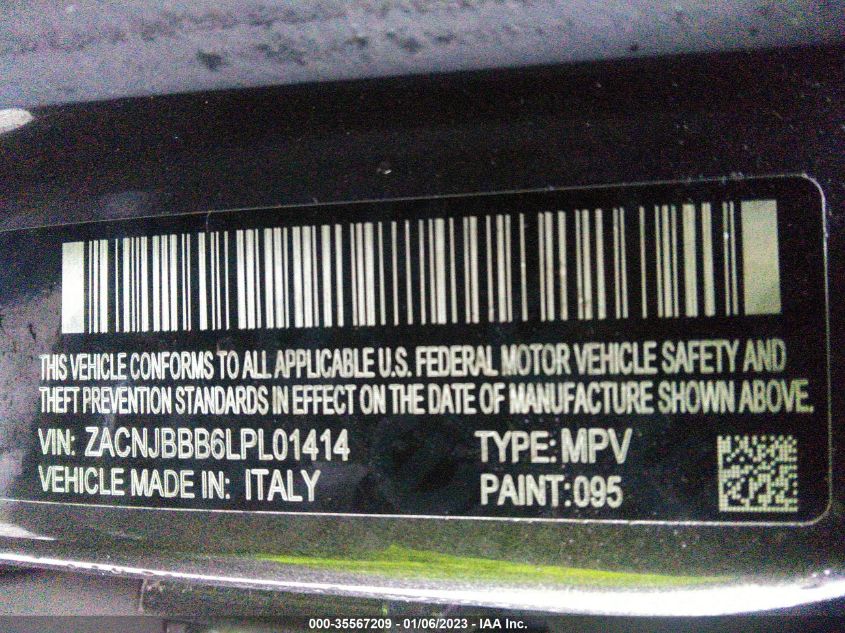 THIS VEHICLE CONFORMS TO ALL APPLICABLE U.S. FEDERAL MOTOR VEHICLE SAFETY AND
THEFT PREVENTION STANDARDS IN EFFECT ON THE DATE OF MANUFACTURE SHOWN ABOVE.
VIN: ZACNJBBB6LPL01414 TYPE: MPV
VEHICLE MADE IN: ITALY PAINT: 095
000-35567209 - 01/06/2023 - IAA Inc.